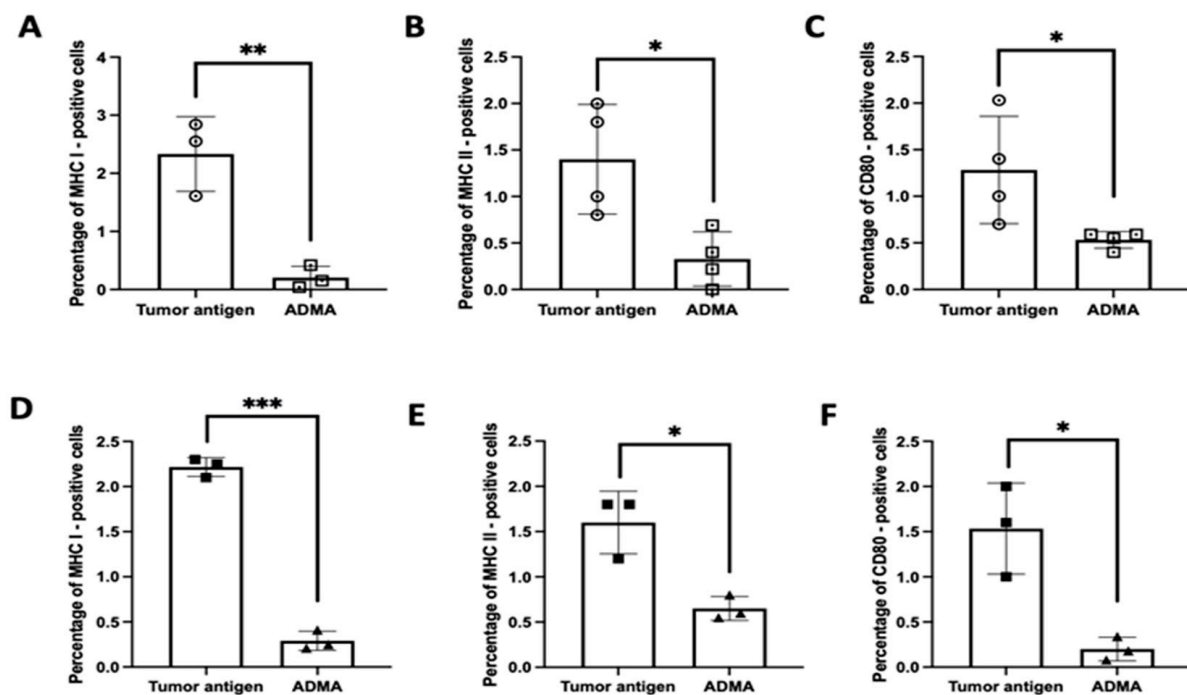 A
Percentage of MHC I - positive cells
4
3
2
1
0
**
Tumor antigen
ADMA
B
Percentage of MHC II - positive cells
2.5
2.0
1.5
1.0
0.5
0.0
*
Tumor antigen
ADMA
C
Percentage of CD80 - positive cells
2.5
2.0
1.5
1.0
0.5
0.0
*
Tumor antigen
ADMA
D
Percentage of MHC I - positive cells
2.5
2.0
1.5
1.0
0.5
0.0
***
Tumor antigen
ADMA
E
Percentage of MHC II - positive cells
2.5
2.0
1.5
1.0
0.5
0.0
*
Tumor antigen
ADMA
F
Percentage of CD80 - positive cells
2.5
2.0
1.5
1.0
0.5
0.0
*
Tumor antigen
ADMA